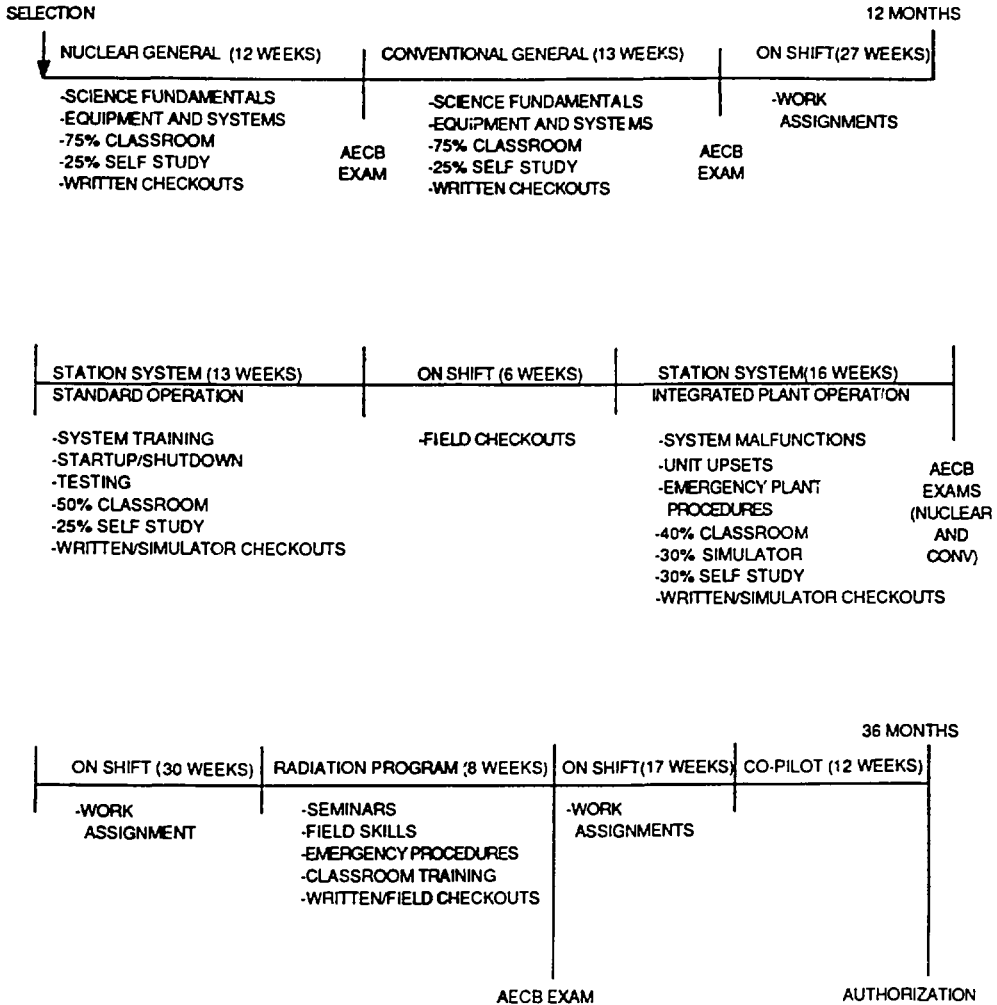 SELECTION
12 MONTHS
NUCLEAR GENERAL (12 WEEKS)
CONVENTIONAL GENERAL (13 WEEKS)
ON SHIFT(27 WEEKS)
-SCIENCE FUNDAMENTALS
-EQUIPMENT AND SYSTEMS
-75% CLASSROOM
-25% SELF STUDY
-WRITTEN CHECKOUTS
AECB
EXAM
-SCIENCE FUNDAMENTALS
-EQUIPMENT AND SYSTEMS
-75% CLASSROOM
-25% SELF STUDY
-WRITTEN CHECKOUTS
AECB
EXAM
-WORK
ASSIGNMENTS
STATION SYSTEM (13 WEEKS)
STANDARD OPERATION
-SYSTEM TRAINING
-STARTUP/SHUTDOWN
-TESTING
-50% CLASSROOM
-25% SELF STUDY
-WRITTEN/SIMULATOR CHECKOUTS
ON SHIFT (6 WEEKS)
-FIELD CHECKOUTS
STATION SYSTEM(16 WEEKS)
INTEGRATED PLANT OPERATION
-SYSTEM MALFUNCTIONS
-UNIT UPSETS
-EMERGENCY PLANT
PROCEDURES
-40% CLASSROOM
-30% SIMULATOR
-30% SELF STUDY
-WRITTEN/SIMULATOR CHECKOUTS
AECB
EXAMS
(NUCLEAR
AND
CONV)
36 MONTHS
ON SHIFT (30 WEEKS)
RADIATION PROGRAM (8 WEEKS)
ON SHIFT(17 WEEKS)
CO-PILOT (12 WEEKS)
-WORK
ASSIGNMENT
-SEMINARS
-FIELD SKILLS
-EMERGENCY PROCEDURES
-CLASSROOM TRAINING
-WRITTEN/FIELD CHECKOUTS
-WORK
ASSIGNMENTS
AECB EXAM
AUTHORIZATION